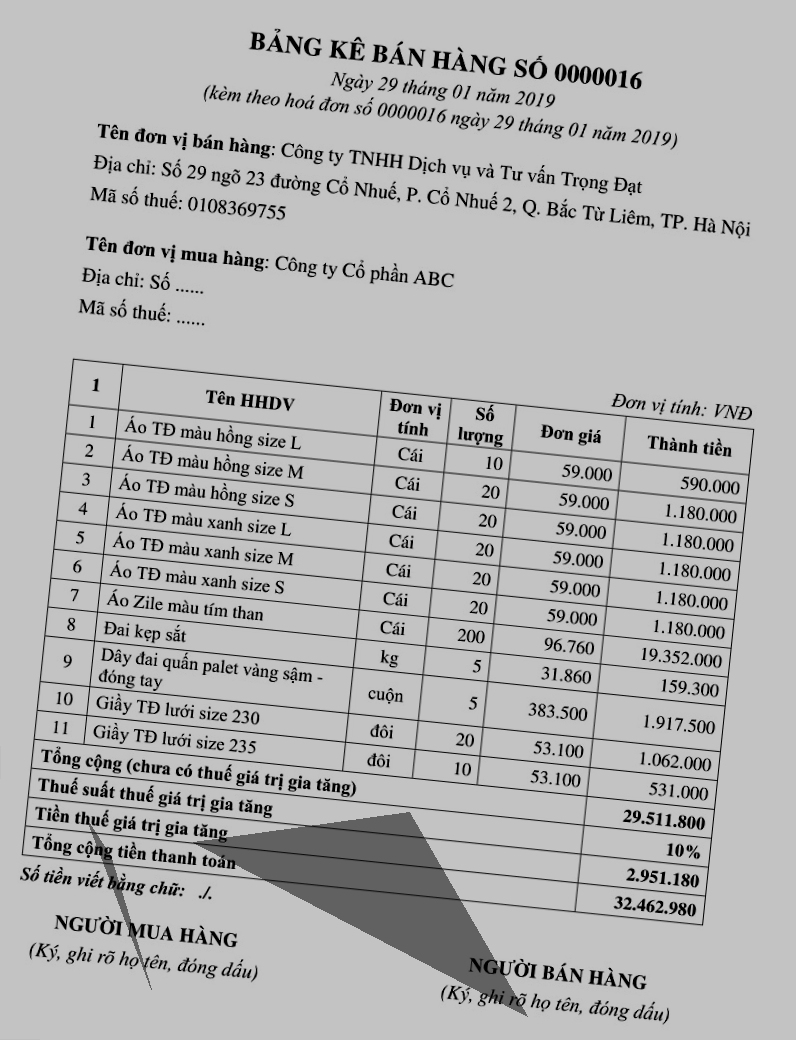 BẢNG KÊ BÁN HÀNG SỐ 0000016
Ngày 29 tháng 01 năm 2019
(kèm theo hoá đơn số 0000016 ngày 29 tháng 01 năm 2019)
Tên đơn vị bán hàng: Công ty TNHH Dịch vụ và Tư vấn Trọng Đạt
Địa chỉ: Số 29 ngõ 23 đường Cổ Nhuế, P. Cổ Nhuế 2, Q. Bắc Từ Liêm, TP. Hà Nội
Mã số thuế: 0108369755
Tên đơn vị mua hàng: Công ty Cổ phần ABC
Địa chỉ: Số ......
Mã số thuế: ......
Đơn vị tính: VNĐ
1 Tên HHDV Đơn vị tính Số lượng Đơn giá Thành tiền
1 Áo TĐ màu hồng size L Cái 10 59.000 590.000
2 Áo TĐ màu hồng size M Cái 20 59.000 1.180.000
3 Áo TĐ màu hồng size S Cái 20 59.000 1.180.000
4 Áo TĐ màu xanh size L Cái 20 59.000 1.180.000
5 Áo TĐ màu xanh size M Cái 20 59.000 1.180.000
6 Áo TĐ màu xanh size S Cái 20 59.000 1.180.000
7 Áo Zile màu tím than Cái 200 96.760 19.352.000
8 Đai kẹp sắt kg 5 31.860 159.300
9 Dây đai quấn palet vàng sậm - đóng tay cuộn 5 383.500 1.917.500
10 Giầy TĐ lưới size 230 đôi 20 53.100 1.062.000
11 Giầy TĐ lưới size 235 đôi 10 53.100 531.000
Tổng cộng (chưa có thuế giá trị gia tăng) 29.511.800
Thuế suất thuế giá trị gia tăng 10%
Tiền thuế giá trị gia tăng 2.951.180
Tổng cộng tiền thanh toán 32.462.980
Số tiền viết bằng chữ: ./.
NGƯỜI MUA HÀNG
(Ký, ghi rõ họ tên, đóng dấu)
NGƯỜI BÁN HÀNG
(Ký, ghi rõ họ tên, đóng dấu)